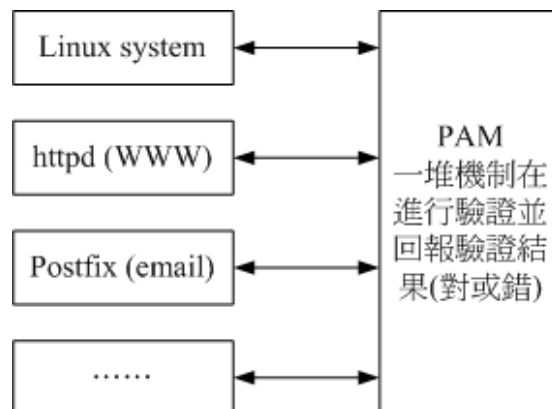 Linux system
httpd (WWW)
Postfix (email)
……
PAM
一堆機制在
進行驗證並
回報驗證結
果(對或錯)